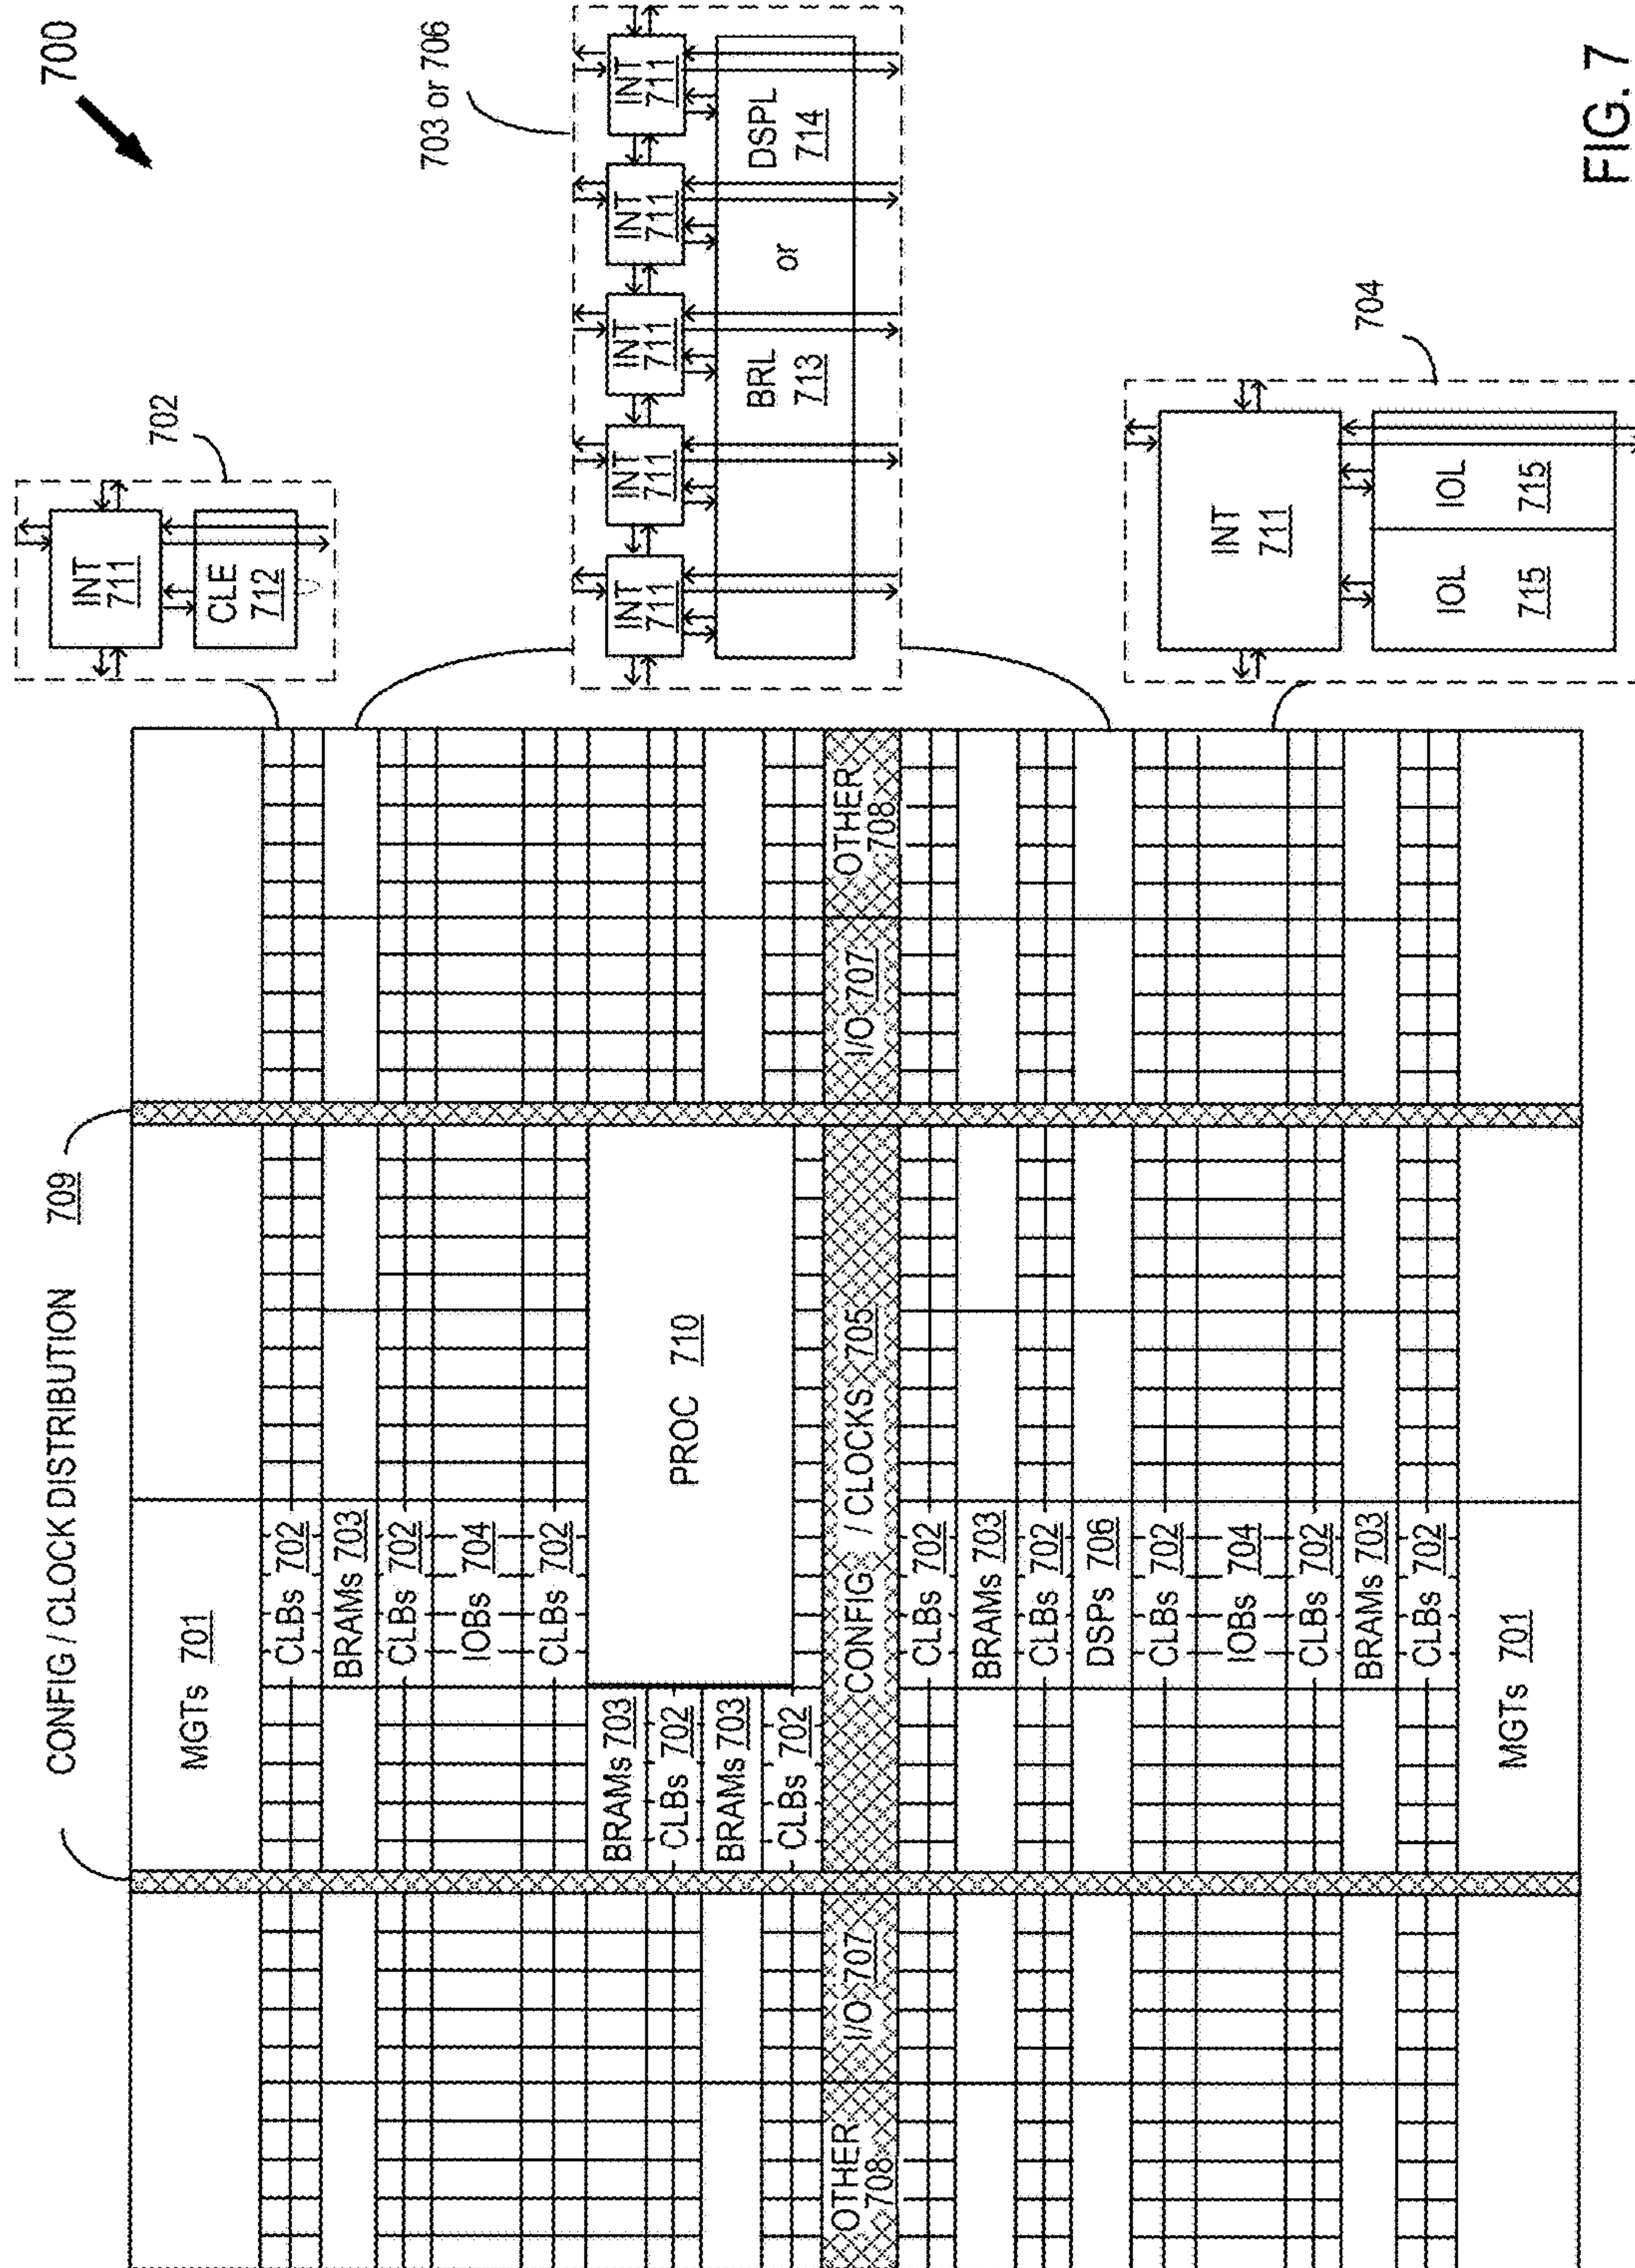 700
CONFIG / CLOCK DISTRIBUTION 709
MGTs 701
CLBs 702
BRAMs 703
CLBs 702
IOBs 704
CLBs 702
BRAMs 703
CLBs 702
BRAMs 703
CLBs 702
PROC 710
OTHER
708
I/O 707
CONFIG / CLOCKS 705
I/O 707
OTHER
708
CLBs 702
BRAMs 703
CLBs 702
DSPs 706
CLBs 702
IOBs 704
CLBs 702
BRAMs 703
CLBs 702
MGTs 701
702
INT
711
CLE
712
703 or 706
INT
711
INT
711
INT
711
INT
711
INT
711
BRL
713
or
DSPL
714
704
INT
711
IOL
715
IOL
715
FIG. 7